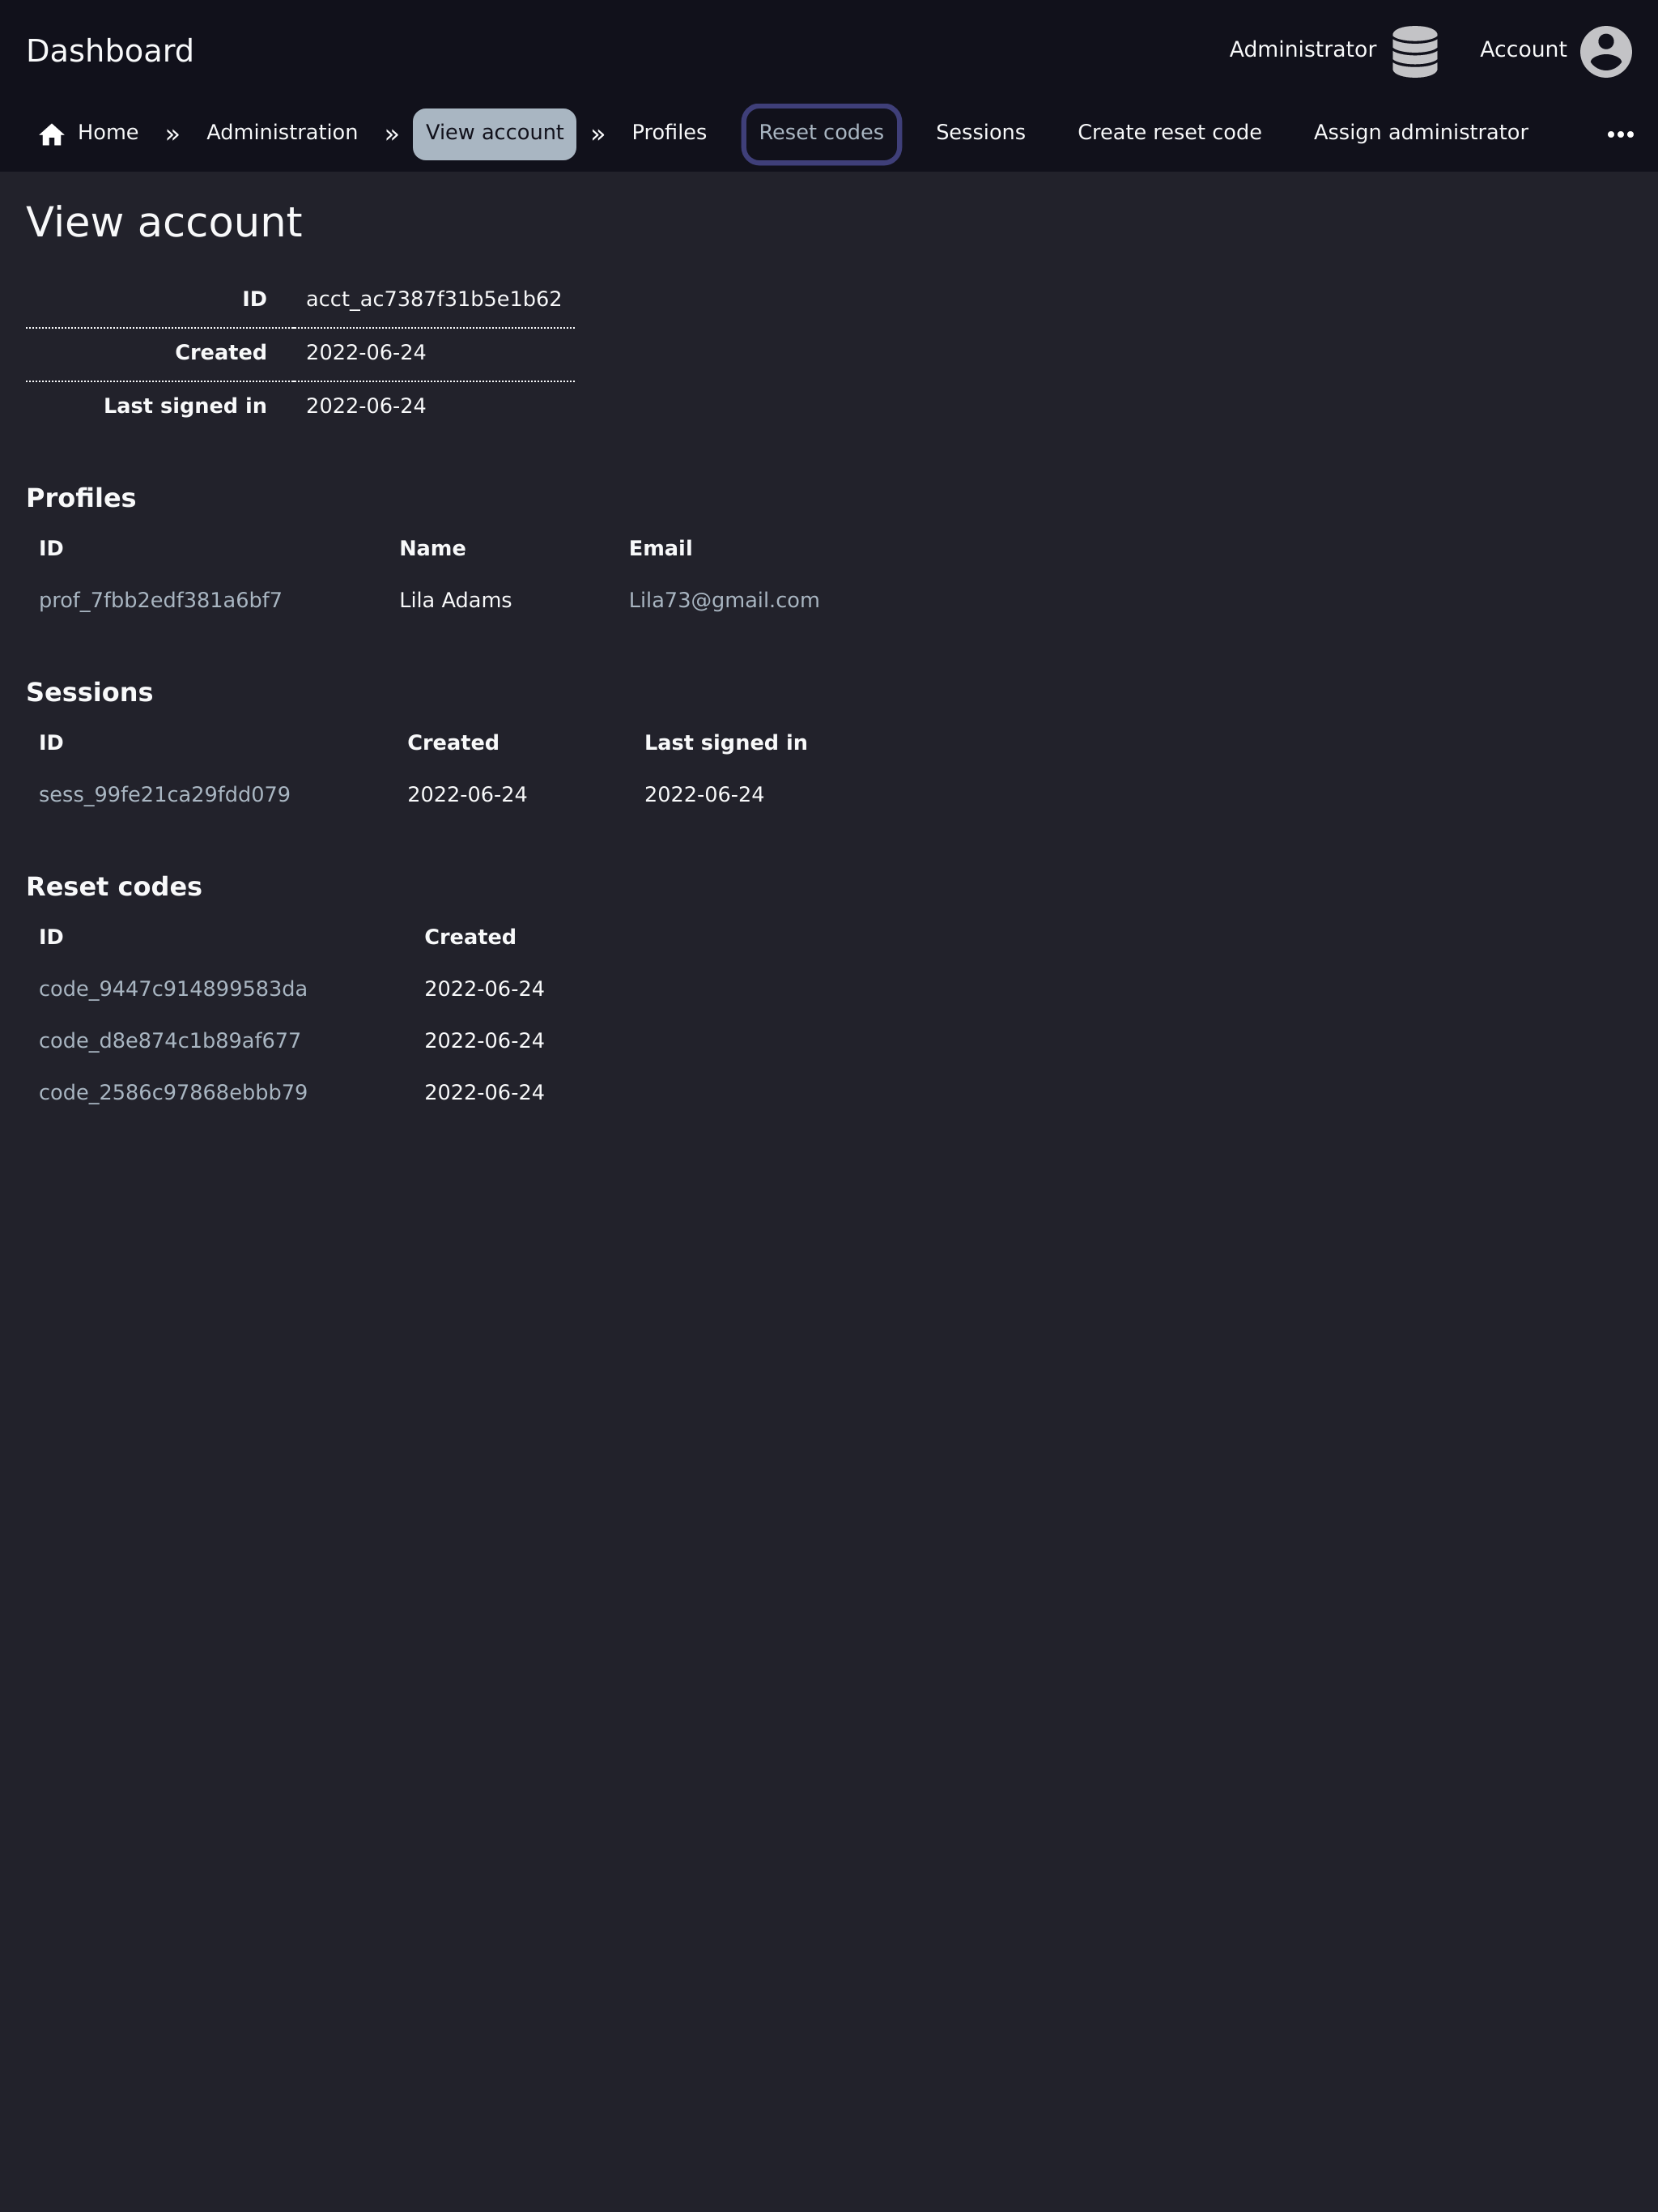 Dashboard
Administrator
Account
Home » Administration » View account » Profiles Reset codes Sessions Create reset code Assign administrator •••
View account
ID acct_ac7387f31b5e1b62
Created 2022-06-24
Last signed in 2022-06-24
Profiles
ID Name Email
prof_7fbb2edf381a6bf7 Lila Adams Lila73@gmail.com
Sessions
ID Created Last signed in
sess_99fe21ca29fdd079 2022-06-24 2022-06-24
Reset codes
ID Created
code_9447c914899583da 2022-06-24
code_d8e874c1b89af677 2022-06-24
code_2586c97868ebbb79 2022-06-24